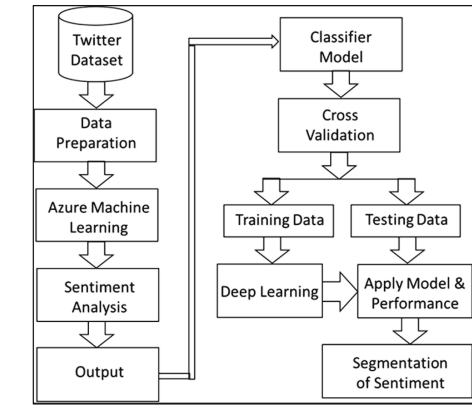 Twitter
Dataset
Data
Preparation
Azure Machine
Learning
Sentiment
Analysis
Output
Classifier
Model
Cross
Validation
Training Data
Testing Data
Deep Learning
Apply Model &
Performance
Segmentation
of Sentiment